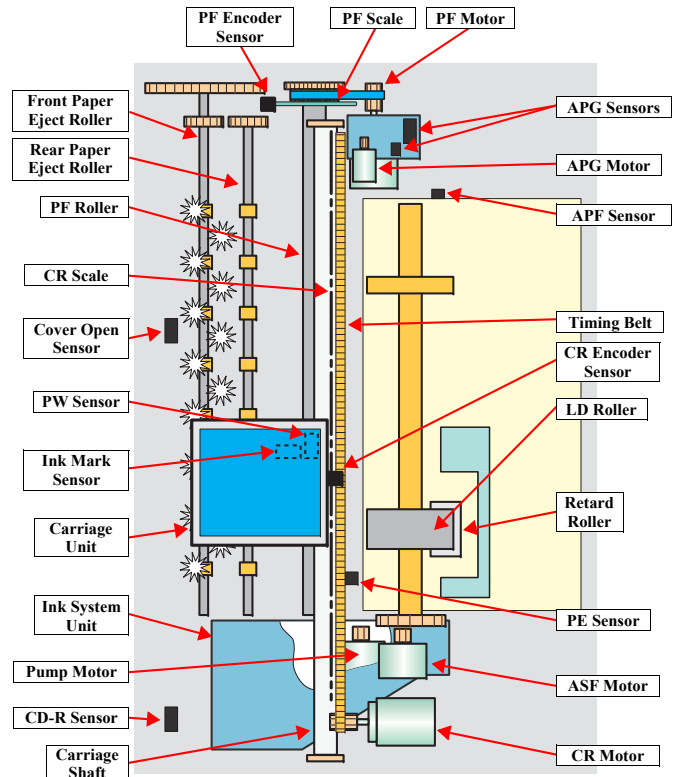 PF Encoder
Sensor
PF Scale
PF Motor
Front Paper
Eject Roller
Rear Paper
Eject Roller
PF Roller
CR Scale
Cover Open
Sensor
PW Sensor
Ink Mark
Sensor
Carriage
Unit
Ink System
Unit
Pump Motor
CD-R Sensor
Carriage
Shaft
APG Sensors
APG Motor
APF Sensor
Timing Belt
CR Encoder
Sensor
LD Roller
Retard
Roller
PE Sensor
ASF Motor
CR Motor